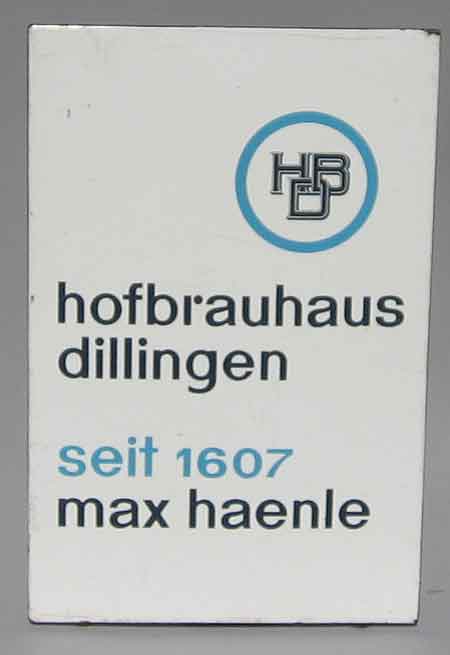 HBD
hofbrauhaus
dillingen
seit 1607
max haenle